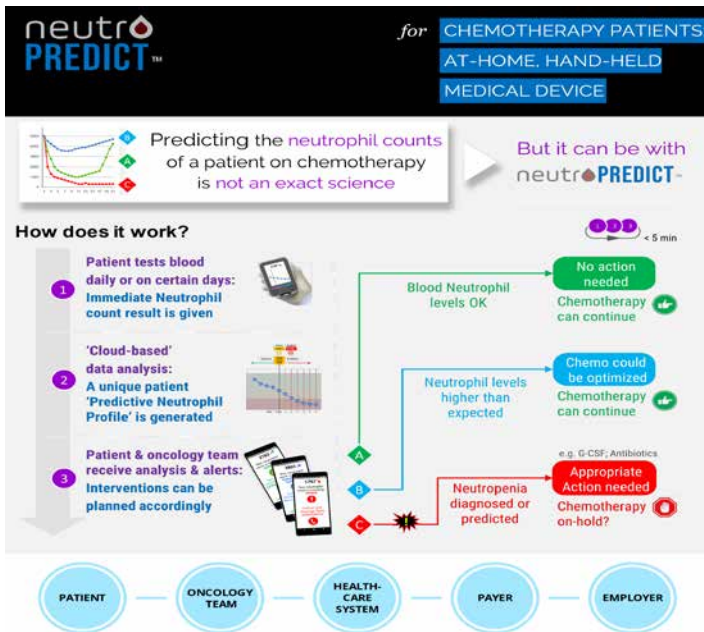 neutro
PREDICT™
for CHEMOTHERAPY PATIENTS
AT-HOME, HAND-HELD
MEDICAL DEVICE
B
A
C
Predicting the neutrophil counts
of a patient on chemotherapy
is not an exact science
But it can be with
neutroPREDICT™
How does it work?
1 2 3
< 5 min
1
Patient tests blood
daily or on certain days:
Immediate Neutrophil
count result is given
2
'Cloud-based'
data analysis:
A unique patient
'Predictive Neutrophil
Profile' is generated
3
Patient & oncology team
receive analysis & alerts:
Interventions can be
planned accordingly
A
B
C
Blood Neutrophil
levels OK
No action
needed
Chemotherapy
can continue
Neutrophil levels
higher than
expected
Chemo could
be optimized
Chemotherapy
can continue
!
Neutropenia
diagnosed or
predicted
e.g. G-CSF; Antibiotics
Appropriate
Action needed
Chemotherapy
on-hold?
PATIENT
ONCOLOGY
TEAM
HEALTH-
CARE
SYSTEM
PAYER
EMPLOYER